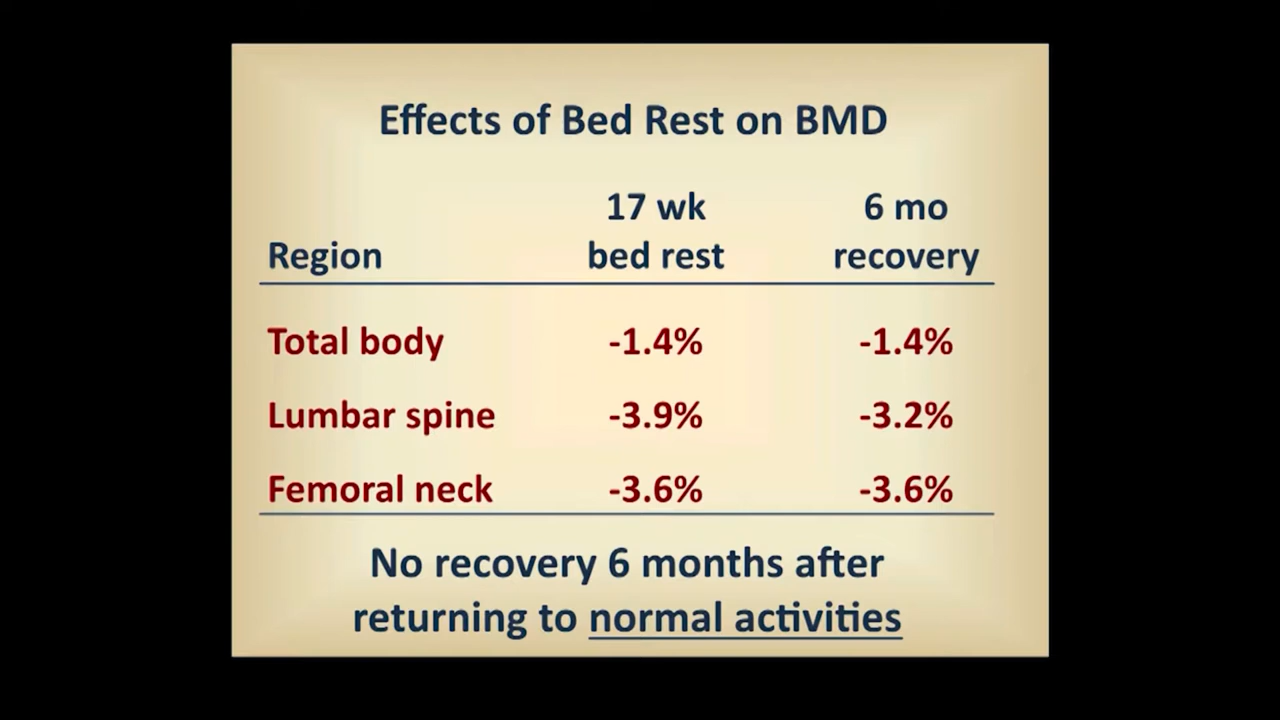 Effects of Bed Rest on BMD
17 wk 6 mo
Region bed rest recovery
Total body -1.4% -1.4%
Lumbar spine -3.9% -3.2%
Femoral neck -3.6% -3.6%
No recovery 6 months after
returning to normal activities